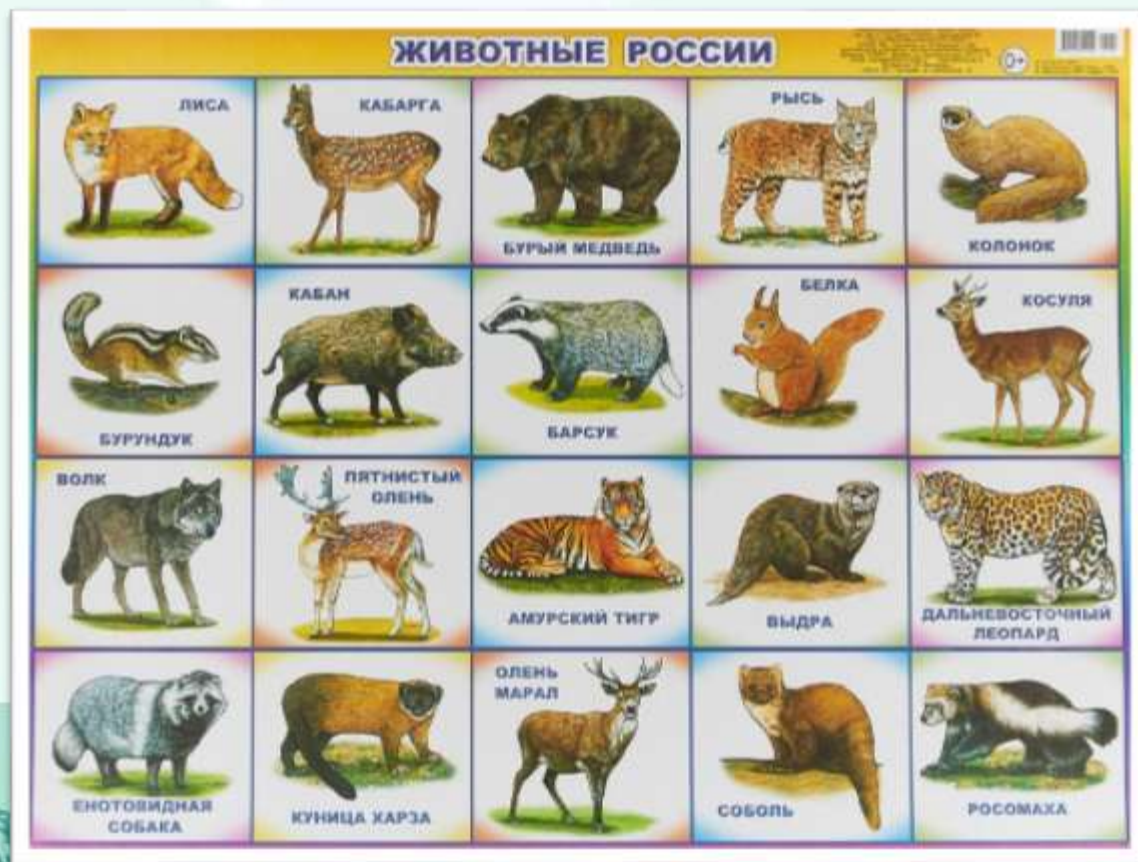 ЖИВОТНЫЕ РОССИИ
0+
ЛИСА
КАБАРГА
БУРЫЙ МЕДВЕДЬ
РЫСЬ
КОЛОНОК
БУРУНДУК
КАБАН
БАРСУК
БЕЛКА
КОСУЛЯ
ВОЛК
ПЯТНИСТЫЙ
ОЛЕНЬ
АМУРСКИЙ ТИГР
ВЫДРА
ДАЛЬНЕВОСТОЧНЫЙ
ЛЕОПАРД
ЕНОТОВИДНАЯ
СОБАКА
КУНИЦА ХАРЗА
ОЛЕНЬ
МАРАЛ
СОБОЛЬ
РОСОМАХА